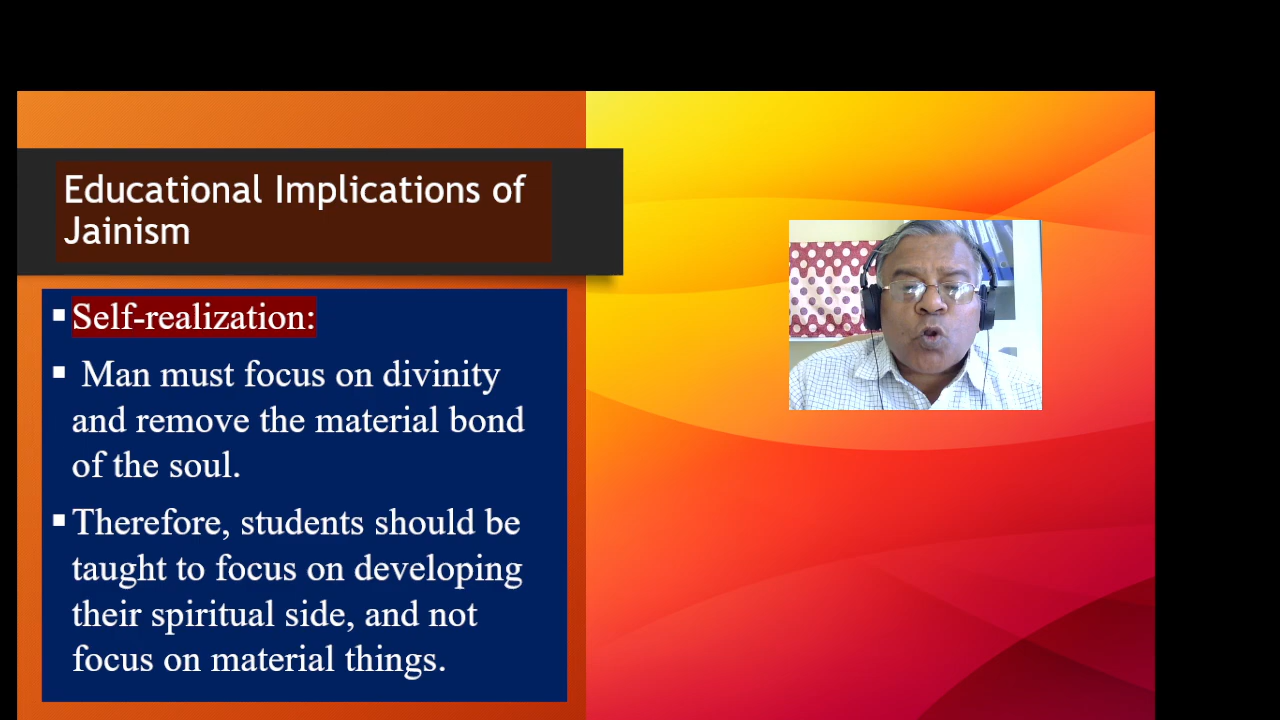 Educational Implications of
Jainism
▪ Self-realization:
▪ Man must focus on divinity
and remove the material bond
of the soul.
▪ Therefore, students should be
taught to focus on developing
their spiritual side, and not
focus on material things.